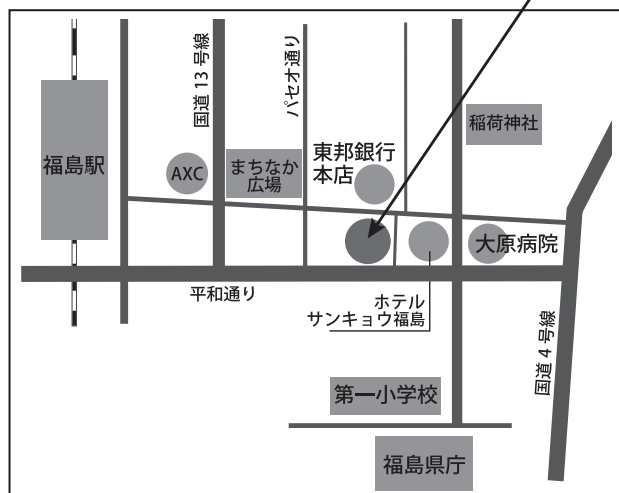 国道13号線
パセオ通り
稲荷神社
福島駅
AXC
まちなか
広場
東邦銀行
本店
大原病院
平和通り
ホテル
サンキョウ福島
国道4号線
第一小学校
福島県庁